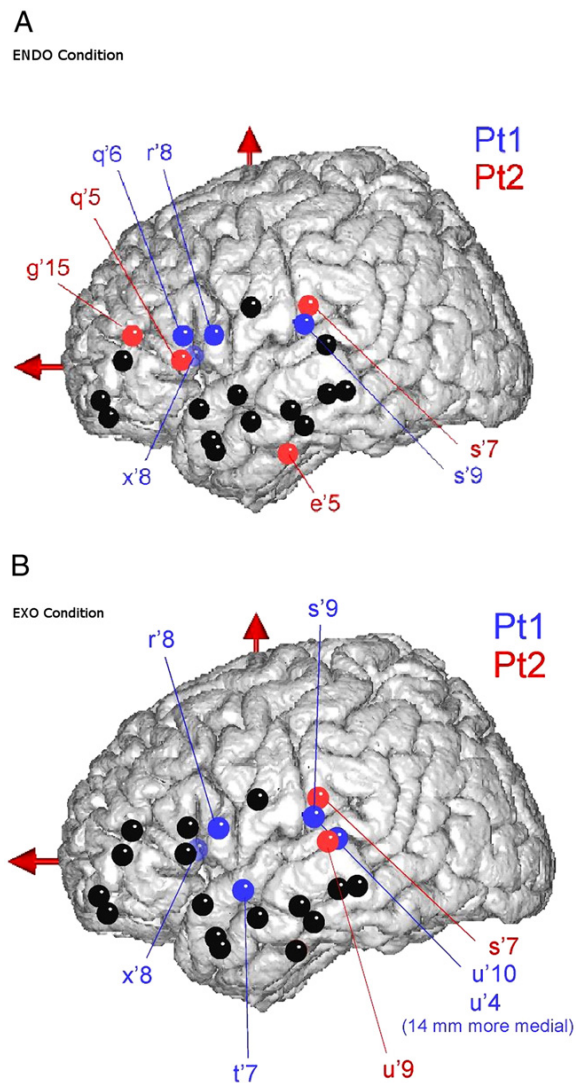 A
ENDO Condition
Pt1
Pt2
q'6
r'8
q'5
g'15
s'7
x'8
s'9
e'5
B
EXO Condition
s'9
Pt1
r'8
Pt2
s'7
x'8
u'10
u'4
(14 mm more medial)
t'7
u'9